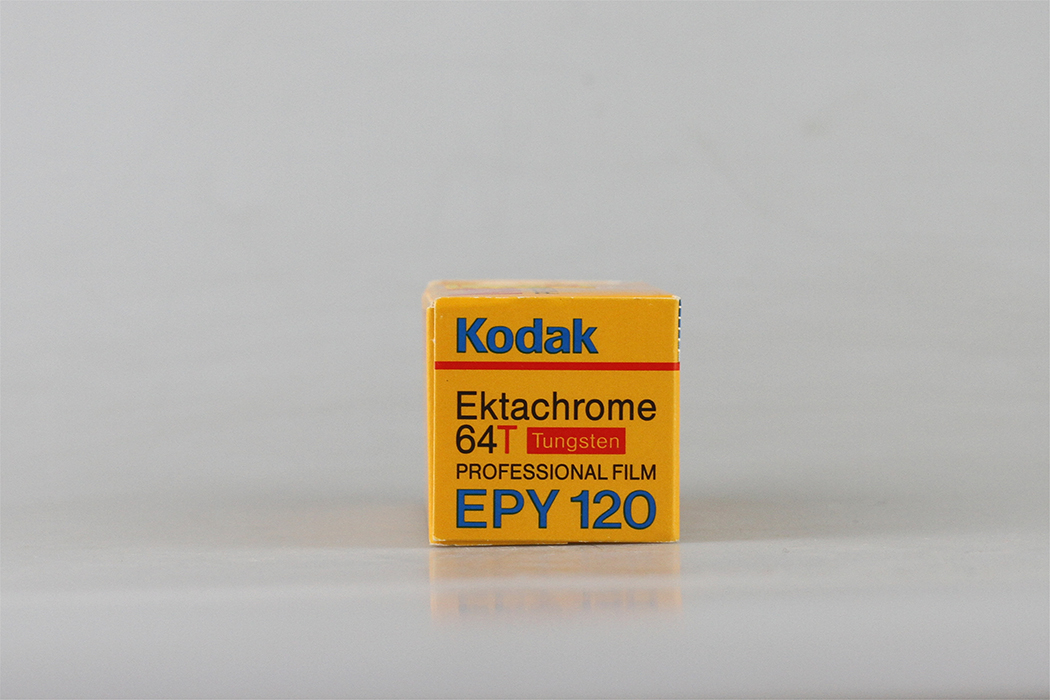 Kodak
Ektachrome
64T Tungsten
PROFESSIONAL FILM
EPY 120